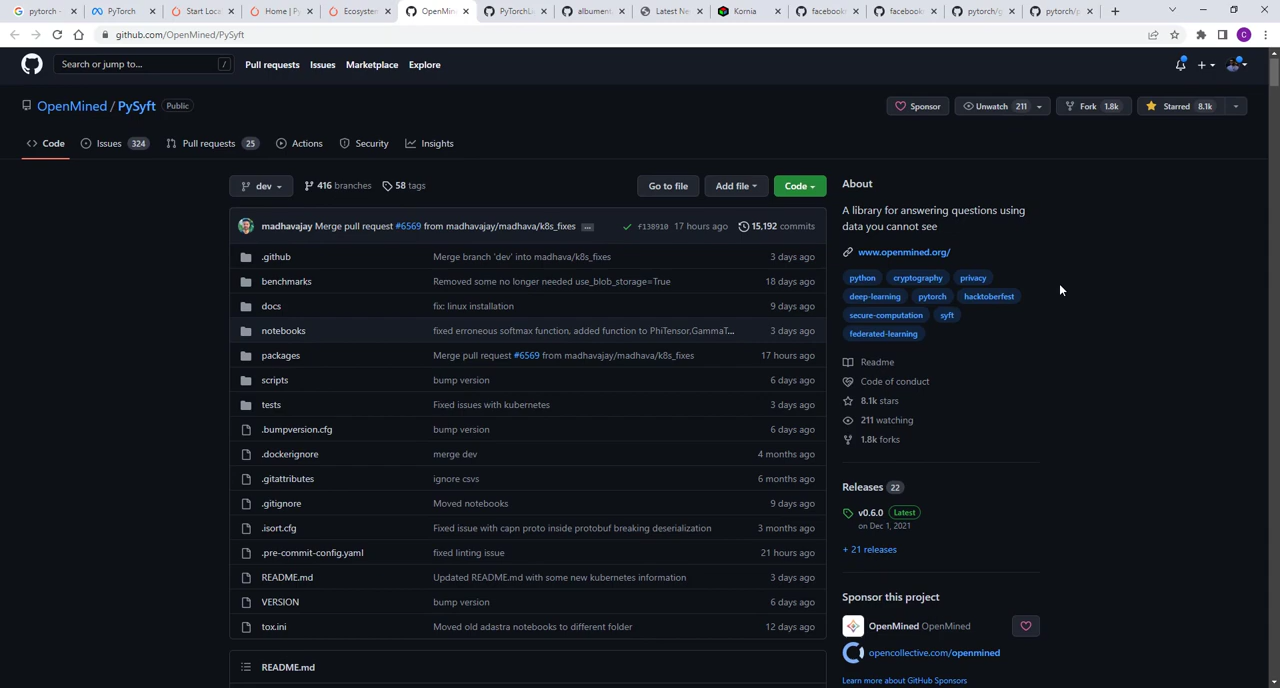 pytorch -
PyTorch
Start Loc
Home | Py
Ecosystem
OpenMin
PyTorchLi
albument
Latest Ne
Kornia
facebook
facebook
pytorch/g
pytorch/
github.com/OpenMined/PySyft
C
Search or jump to... /
Pull requests Issues Marketplace Explore
OpenMined / PySyft Public
Sponsor Unwatch 211 Fork 1.8k Starred 8.1k
Code Issues 324 Pull requests 25 Actions Security Insights
dev 416 branches 58 tags Go to file Add file Code
madhavajay Merge pull request #6569 from madhavajay/madhava/k8s_fixes ... f138910 17 hours ago 15,192 commits
.github Merge branch 'dev' into madhava/k8s_fixes 3 days ago
benchmarks Removed some no longer needed use_blob_storage=True 18 days ago
docs fix: linux installation 9 days ago
notebooks fixed erroneous softmax function, added function to PhiTensor,GammaT... 3 days ago
packages Merge pull request #6569 from madhavajay/madhava/k8s_fixes 17 hours ago
scripts bump version 6 days ago
tests Fixed issues with kubernetes 3 days ago
.bumpversion.cfg bump version 6 days ago
.dockerignore merge dev 4 months ago
.gitattributes ignore csvs 6 months ago
.gitignore Moved notebooks 9 days ago
.isort.cfg Fixed issue with capn proto inside protobuf breaking deserialization 3 months ago
.pre-commit-config.yaml fixed linting issue 21 hours ago
README.md Updated README.md with some new kubernetes information 3 days ago
VERSION bump version 6 days ago
tox.ini Moved old adastra notebooks to different folder 12 days ago
README.md
About
A library for answering questions using
data you cannot see
www.openmined.org/
python cryptography privacy
deep-learning pytorch hacktoberfest
secure-computation syft
federated-learning
Readme
Code of conduct
8.1k stars
211 watching
1.8k forks
Releases 22
v0.6.0 Latest
on Dec 1, 2021
+ 21 releases
Sponsor this project
OpenMined OpenMined
opencollective.com/openmined
Learn more about GitHub Sponsors